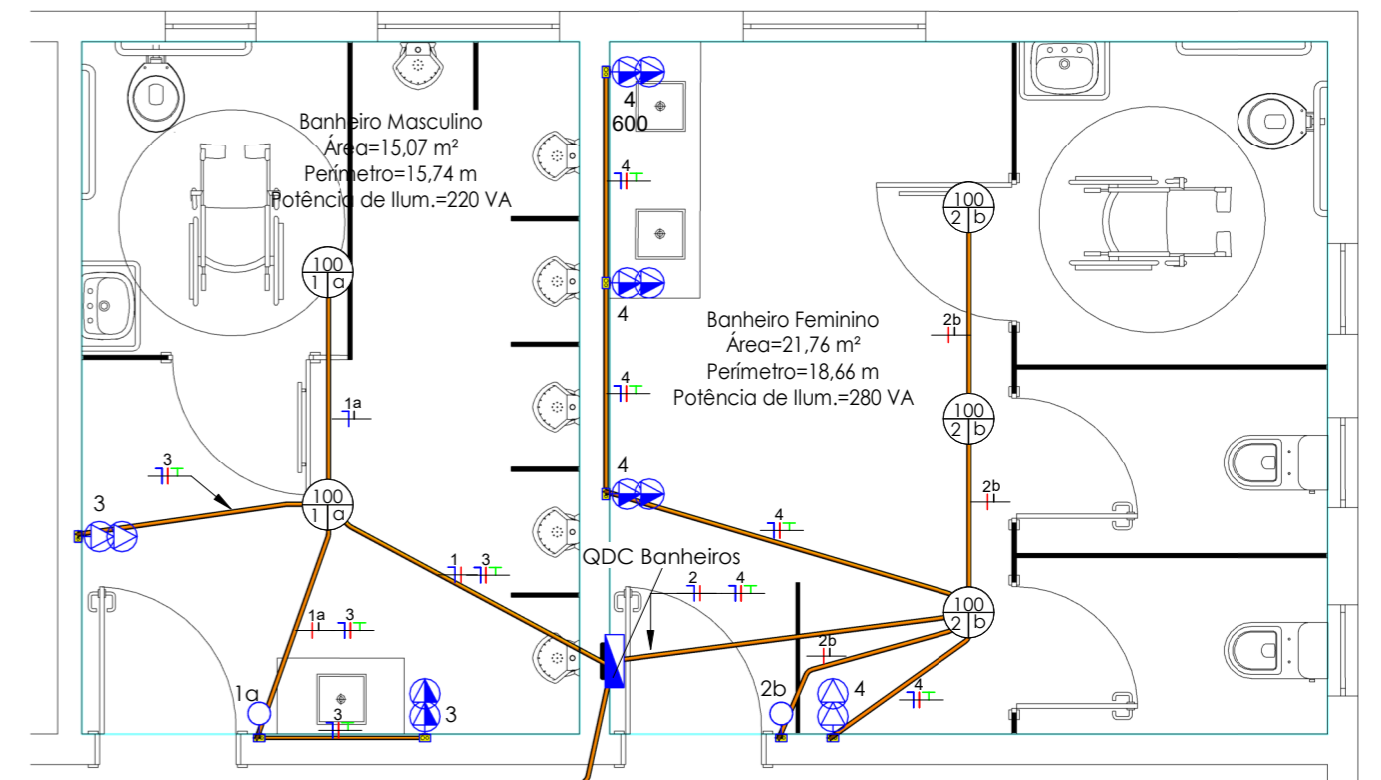 Banheiro Masculino
Área=15,07 m²
Perímetro=15,74 m
Potência de Ilum.=220 VA
100
1 a
1a
3
3
100
1 a
1 3
1a 3
1a
3
3
4
600
4
4
4
4
4
Banheiro Feminino
Área=21,76 m²
Perímetro=18,66 m
Potência de Ilum.=280 VA
100
2 b
2b
100
2 b
2b
QDC Banheiros
2 4
100
2 b
2b
2b
4
4